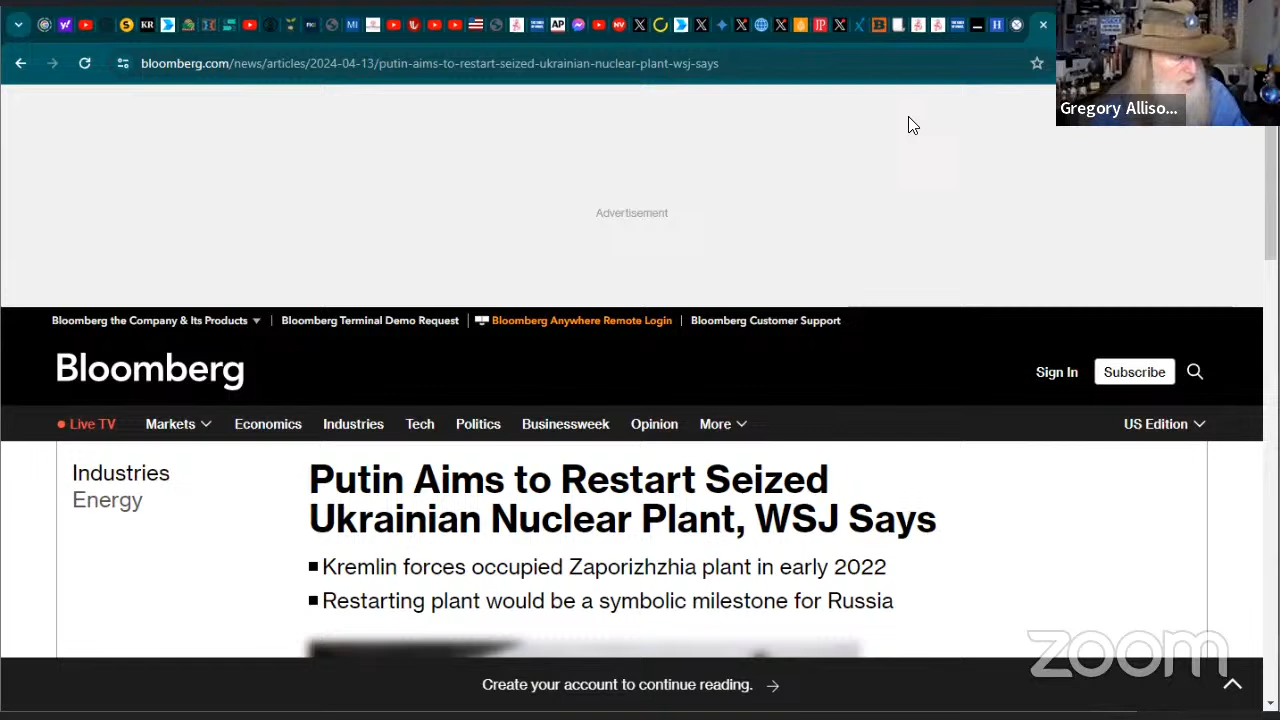 bloomberg.com/news/articles/2024-04-13/putin-aims-to-restart-seized-ukrainian-nuclear-plant-wsj-says
Gregory Alliso...
Advertisement
Bloomberg the Company & Its Products
Bloomberg Terminal Demo Request
Bloomberg Anywhere Remote Login
Bloomberg Customer Support
Bloomberg
Sign In
Subscribe
Live TV
Markets
Economics
Industries
Tech
Politics
Businessweek
Opinion
More
US Edition
Industries
Energy
Putin Aims to Restart Seized
Ukrainian Nuclear Plant, WSJ Says
Kremlin forces occupied Zaporizhzhia plant in early 2022
Restarting plant would be a symbolic milestone for Russia
zoom
Create your account to continue reading.